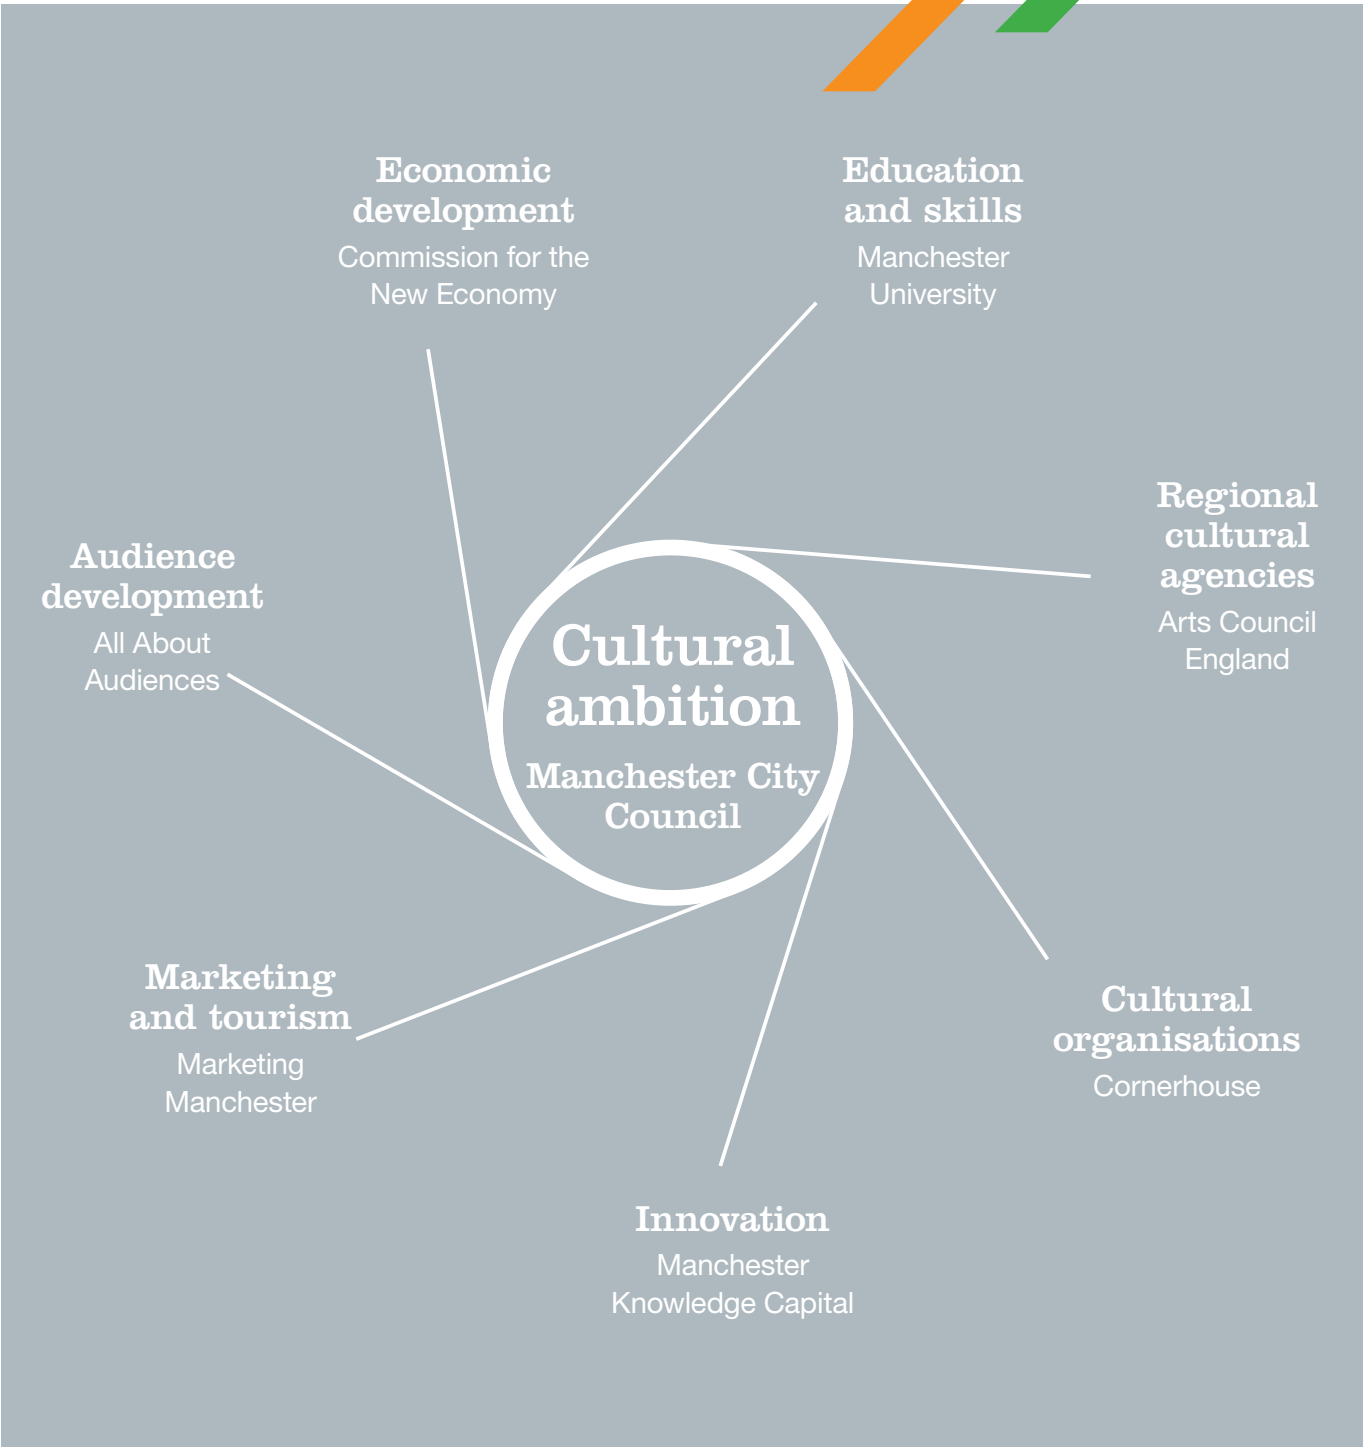 Economic
development
Commission for the
New Economy
Education
and skills
Manchester
University
Regional
cultural
agencies
Arts Council
England
Audience
development
All About
Audiences
Cultural
ambition
Manchester City
Council
Marketing
and tourism
Marketing
Manchester
Cultural
organisations
Cornerhouse
Innovation
Manchester
Knowledge Capital